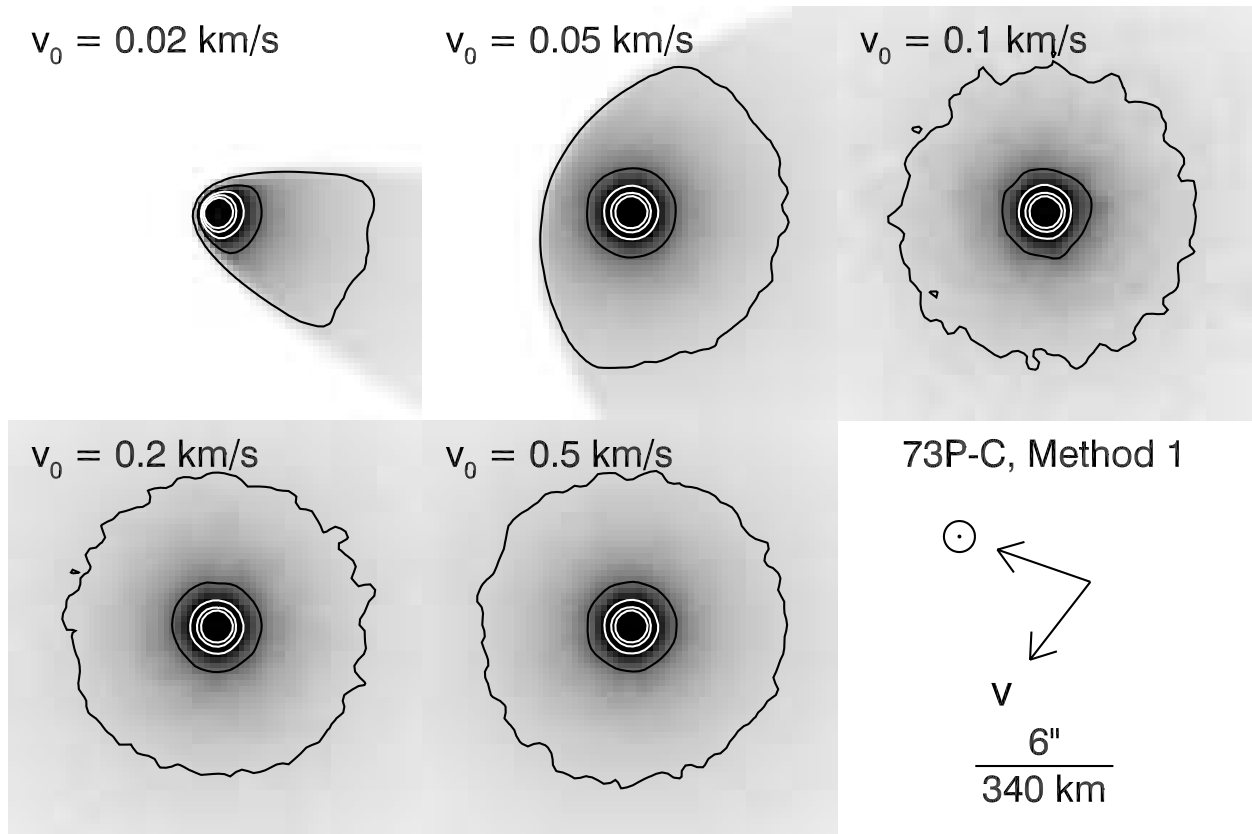 v₀ = 0.02 km/s
v₀ = 0.05 km/s
v₀ = 0.1 km/s
v₀ = 0.2 km/s
v₀ = 0.5 km/s
73P-C, Method 1
v
6"
340 km